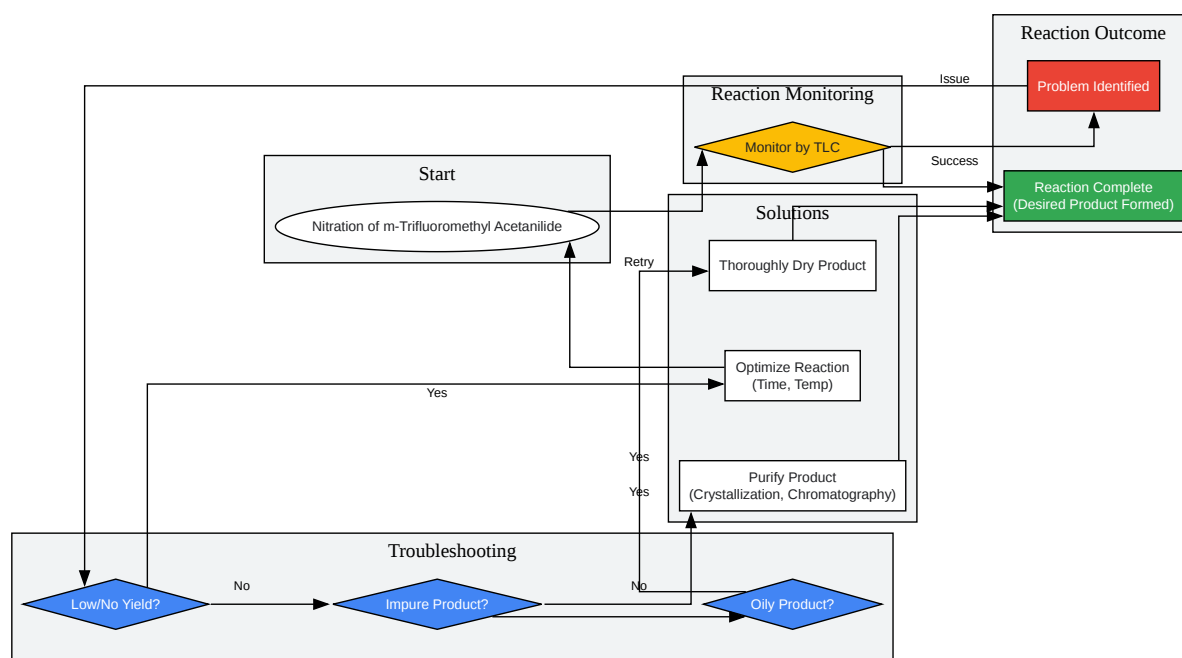 Reaction Outcome
Issue
Problem Identified
Reaction Monitoring
Monitor by TLC
Success
Start
Reaction Complete
(Desired Product Formed)
Solutions
Nitration of m-Trifluoromethyl Acetanilide
Retry
Thoroughly Dry Product
Optimize Reaction
(Time, Temp)
Yes
Yes
Purify Product
(Crystallization, Chromatography)
Yes
Troubleshooting
No
No
Low/No Yield?
Impure Product?
Oily Product?